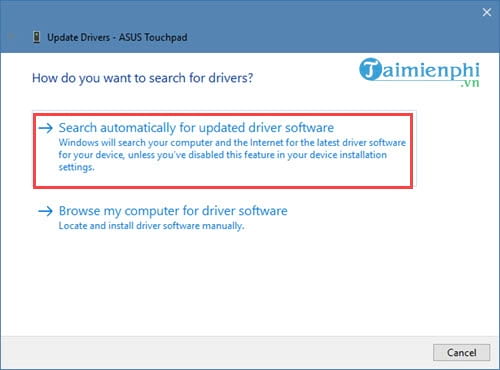 Update Drivers - ASUS Touchpad
How do you want to search for drivers?
Taimienphi
.vn
Search automatically for updated driver software
Windows will search your computer and the Internet for the latest driver software
for your device, unless you've disabled this feature in your device installation
settings.
Browse my computer for driver software
Locate and install driver software manually.
Cancel